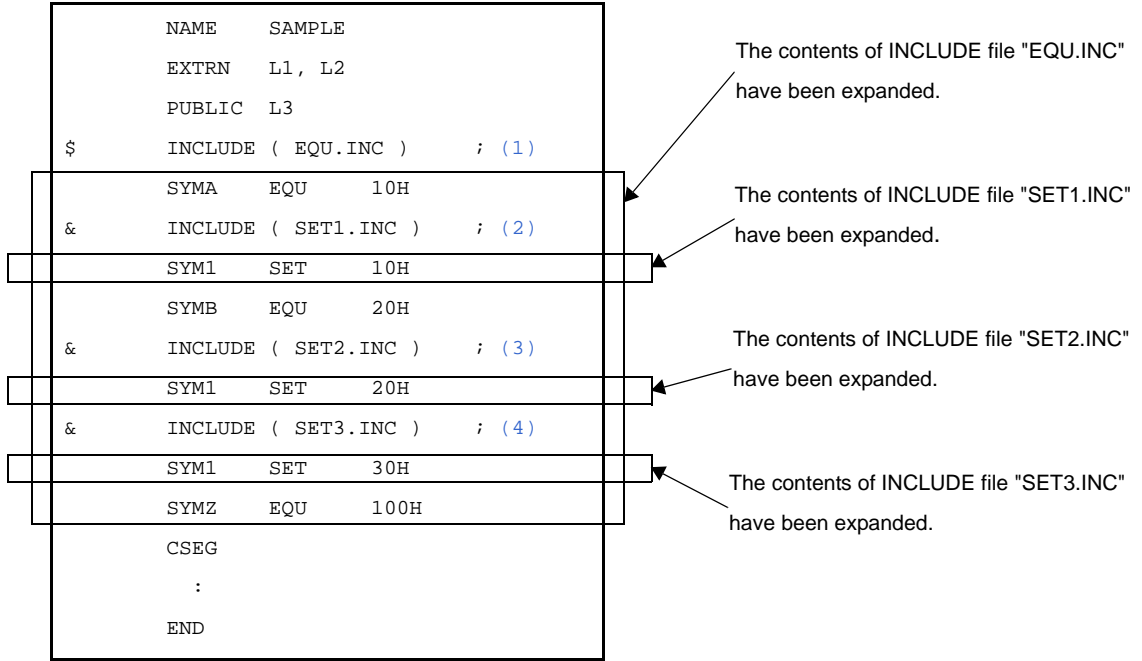 NAME SAMPLE
EXTRN L1, L2
PUBLIC L3
$ INCLUDE ( EQU.INC ) ; (1)
SYMA EQU 10H
& INCLUDE ( SET1.INC ) ; (2)
SYM1 SET 10H
SYMB EQU 20H
& INCLUDE ( SET2.INC ) ; (3)
SYM1 SET 20H
& INCLUDE ( SET3.INC ) ; (4)
SYM1 SET 30H
SYMZ EQU 100H
CSEG
:
END
The contents of INCLUDE file "EQU.INC"
have been expanded.
The contents of INCLUDE file "SET1.INC"
have been expanded.
The contents of INCLUDE file "SET2.INC"
have been expanded.
The contents of INCLUDE file "SET3.INC"
have been expanded.